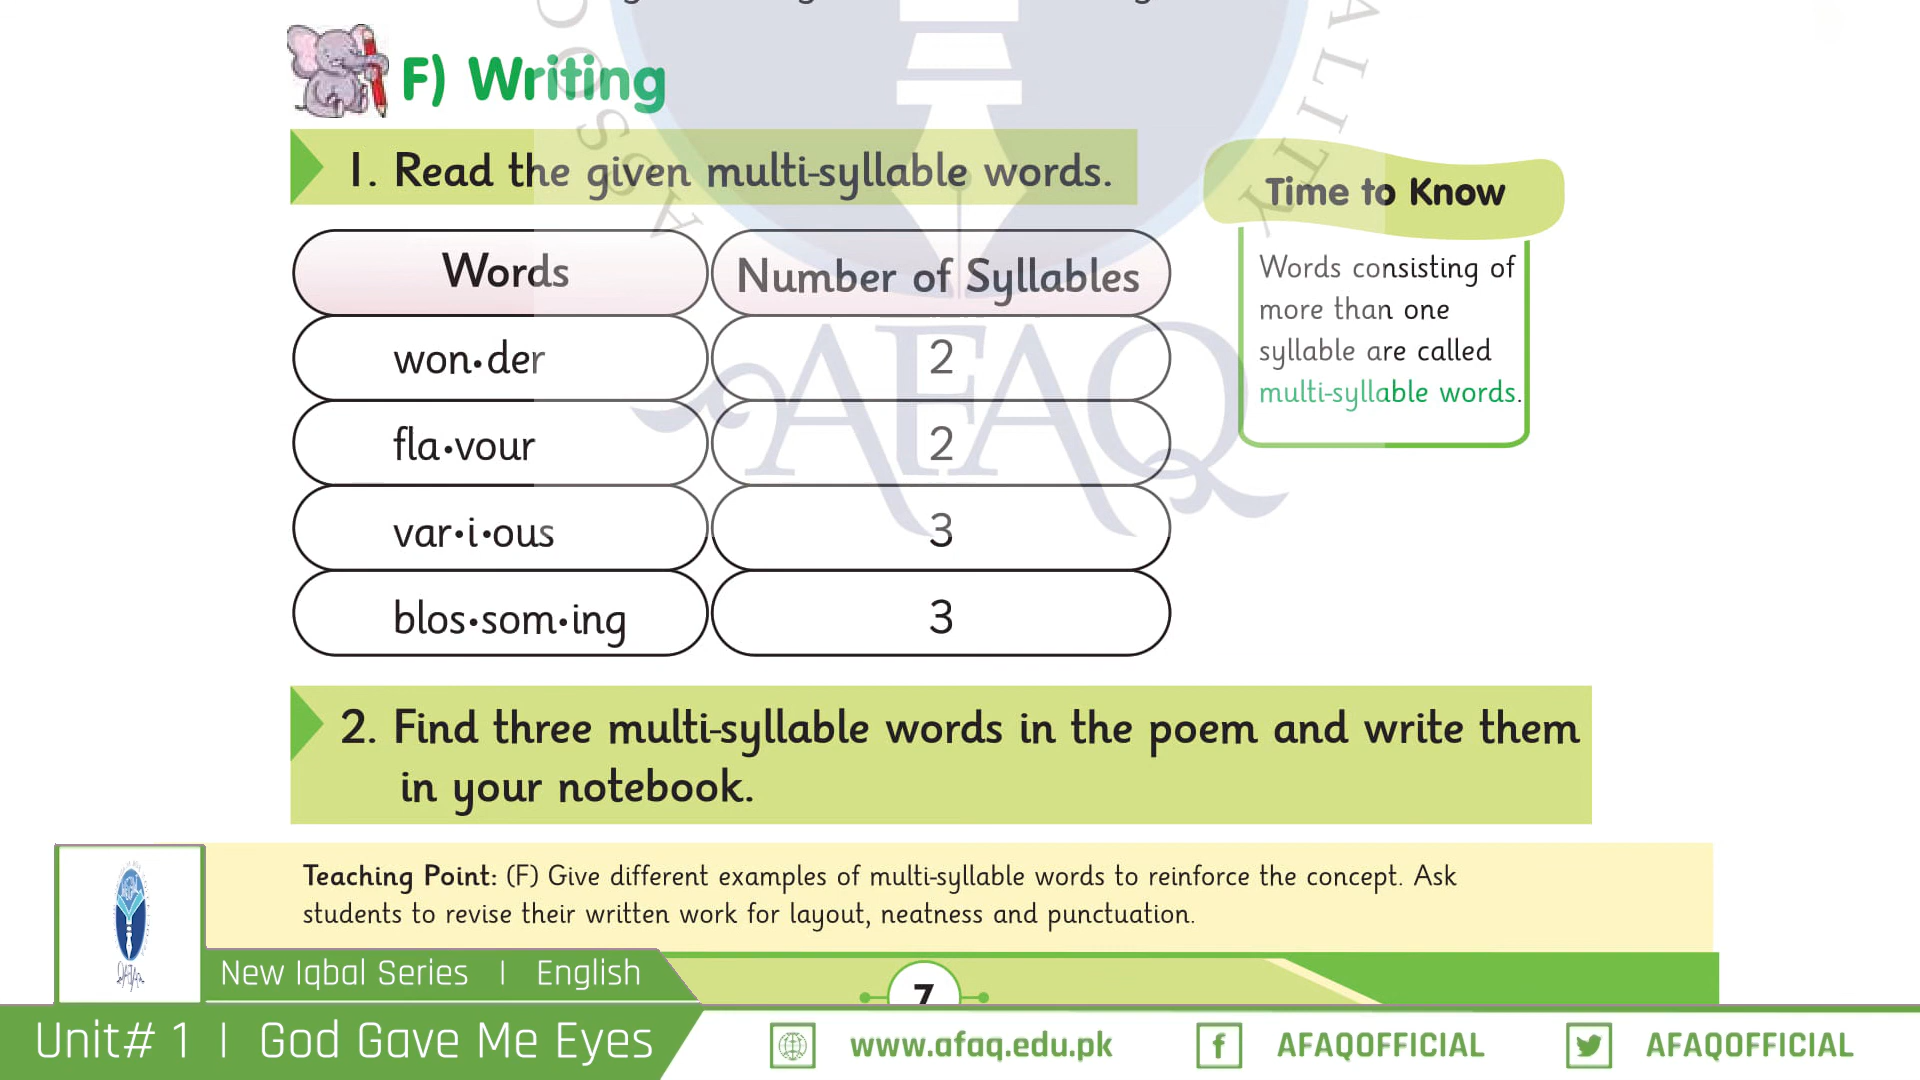 F) Writing
1. Read the given multi-syllable words.
Time to Know
Words consisting of
more than one
syllable are called
multi-syllable words.
Words Number of Syllables
won•der 2
fla•vour 2
var•i•ous 3
blos•som•ing 3
AFAQ
2. Find three multi-syllable words in the poem and write them
in your notebook.
Teaching Point: (F) Give different examples of multi-syllable words to reinforce the concept. Ask
students to revise their written work for layout, neatness and punctuation.
New Iqbal Series | English
7
Unit# 1 | God Gave Me Eyes
www.afaq.edu.pk
AFAQOFFICIAL
AFAQOFFICIAL